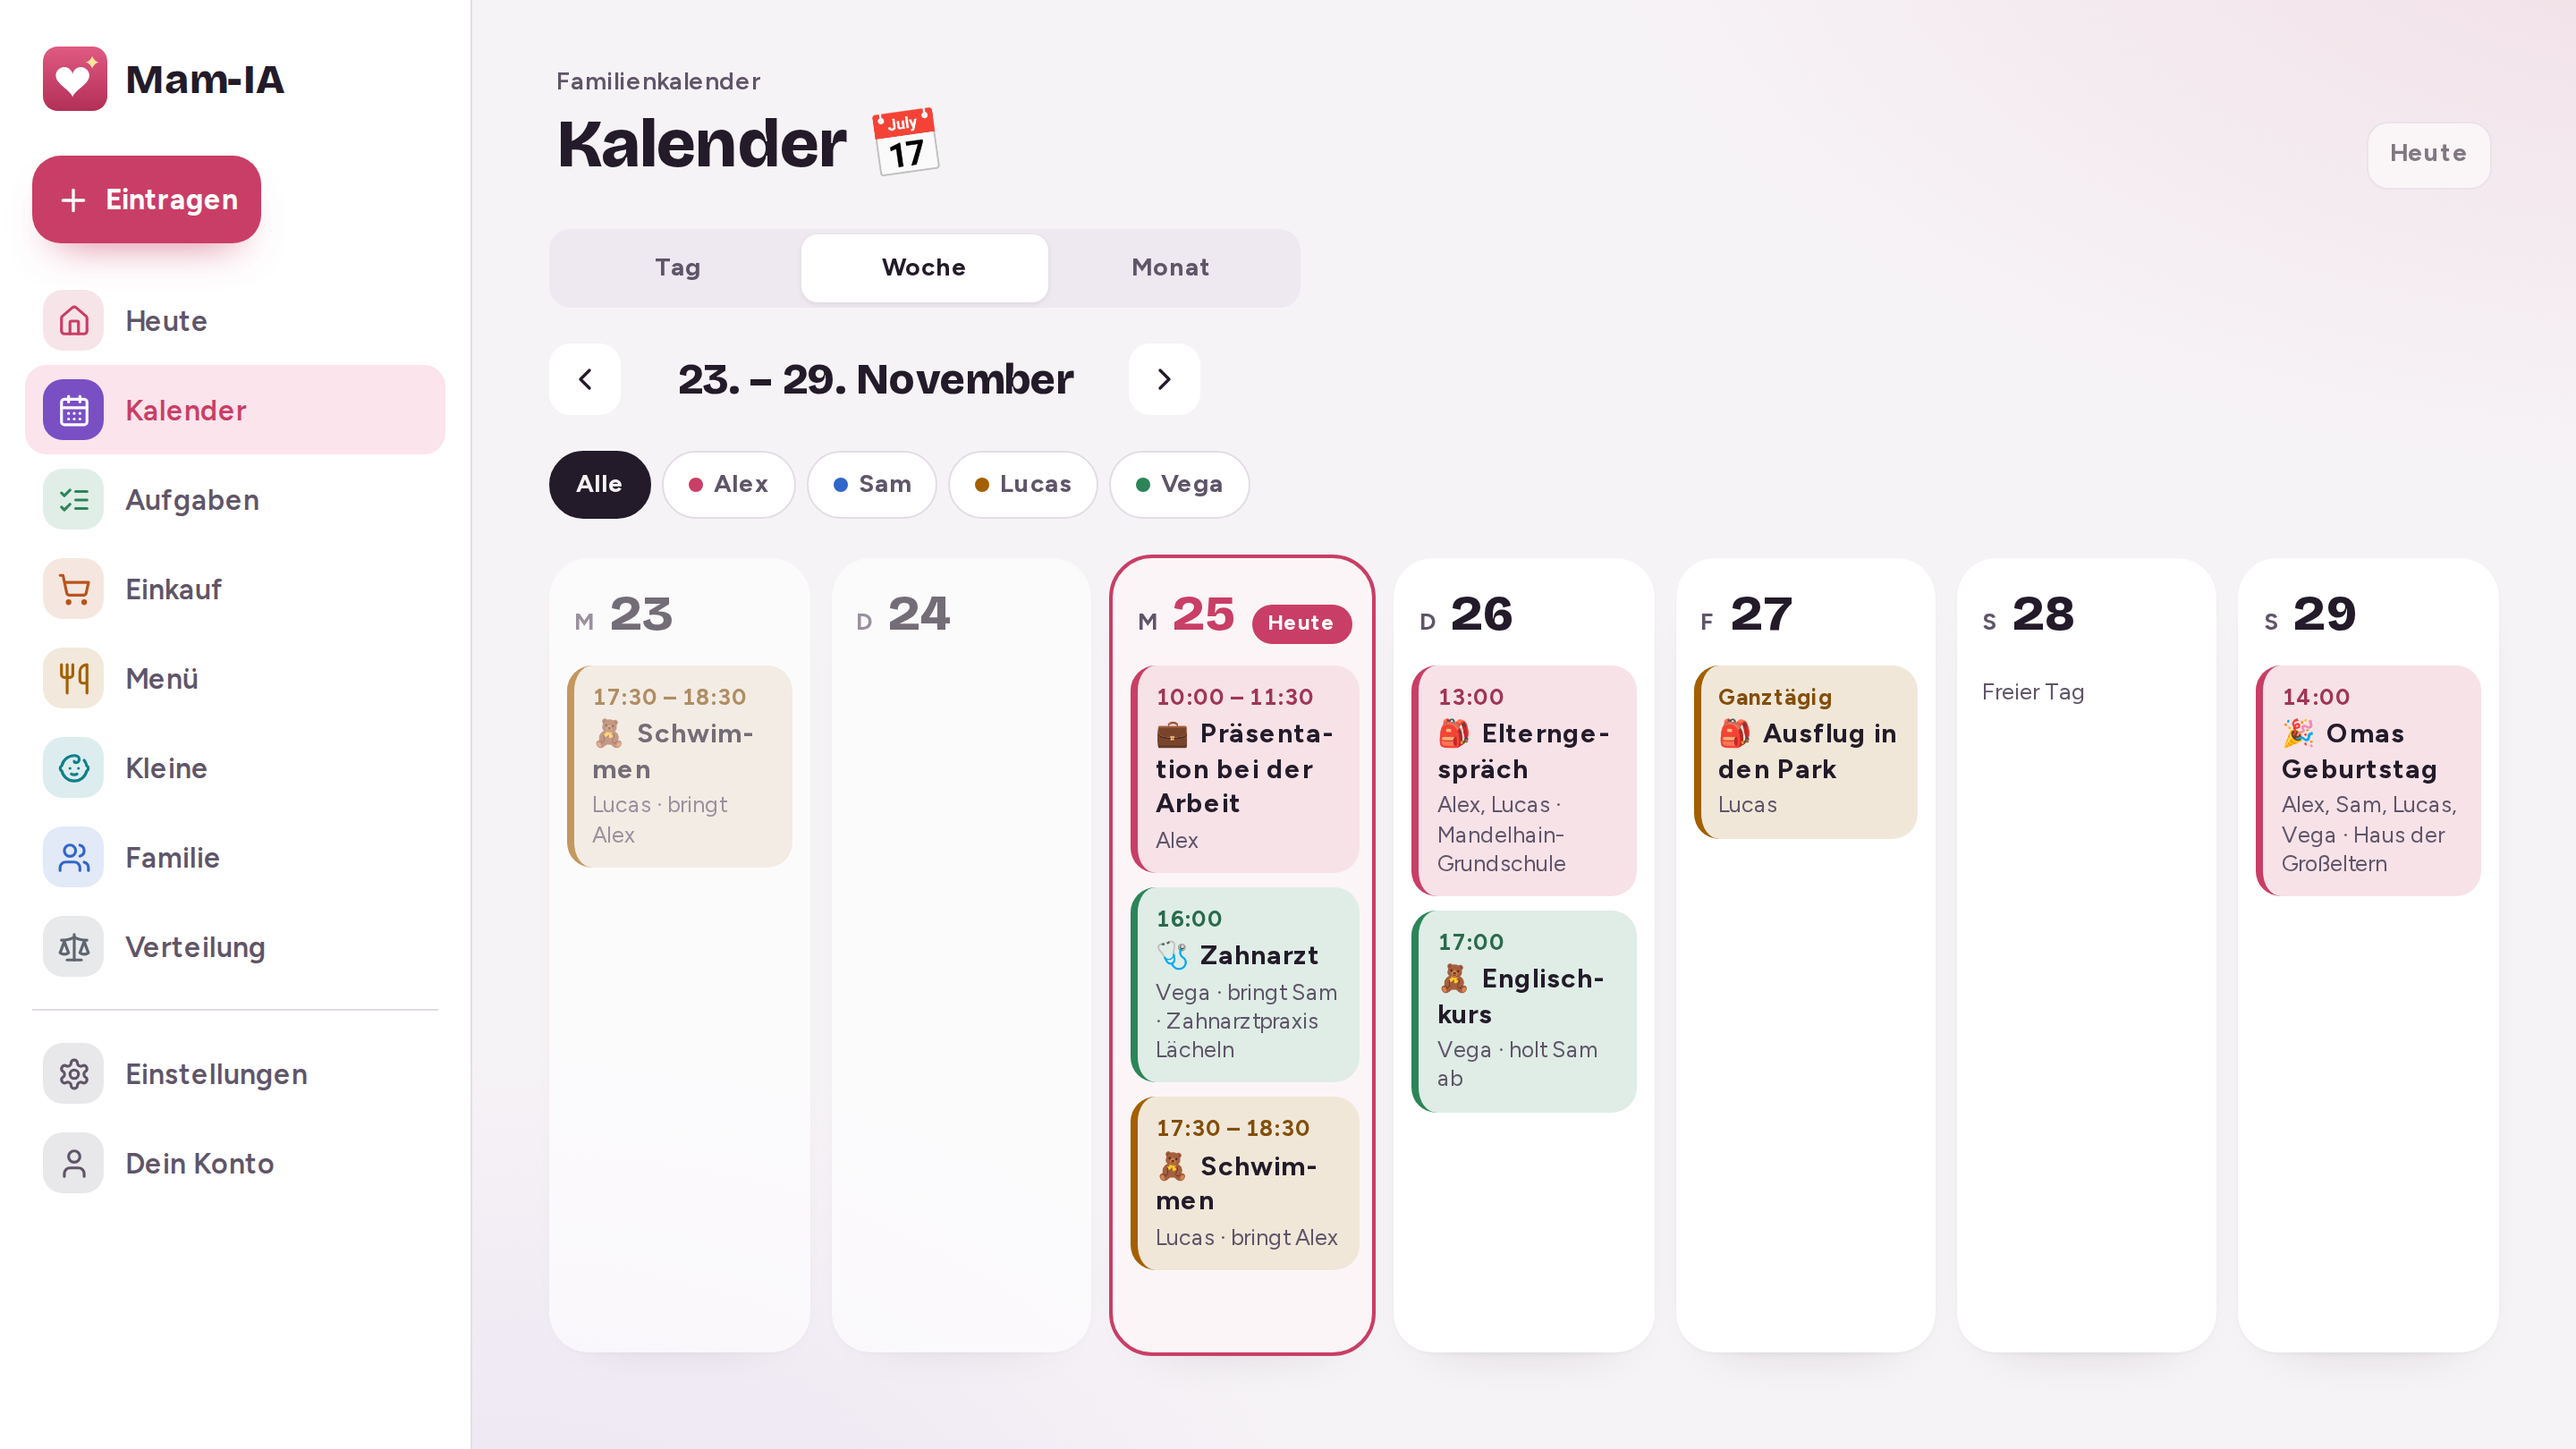 Mam-IA
Eintragen
Heute
Kalender
Aufgaben
Einkauf
Menü
Kleine
Familie
Verteilung
Einstellungen
Dein Konto
Familienkalender
Kalender
July
17
Heute
Tag
Woche
Monat
23. – 29. November
Alle
Alex
Sam
Lucas
Vega
M 23
17:30 – 18:30
Schwim-
men
Lucas · bringt
Alex
D 24
M 25 Heute
10:00 – 11:30
Präsenta-
tion bei der
Arbeit
Alex
16:00
Zahnarzt
Vega · bringt Sam
· Zahnarztpraxis
Lächeln
17:30 – 18:30
Schwim-
men
Lucas · bringt Alex
D 26
13:00
Elternge-
spräch
Alex, Lucas ·
Mandelhain-
Grundschule
17:00
Englisch-
kurs
Vega · holt Sam
ab
F 27
Ganztägig
Ausflug in
den Park
Lucas
S 28
Freier Tag
S 29
14:00
Omas
Geburtstag
Alex, Sam, Lucas,
Vega · Haus der
Großeltern